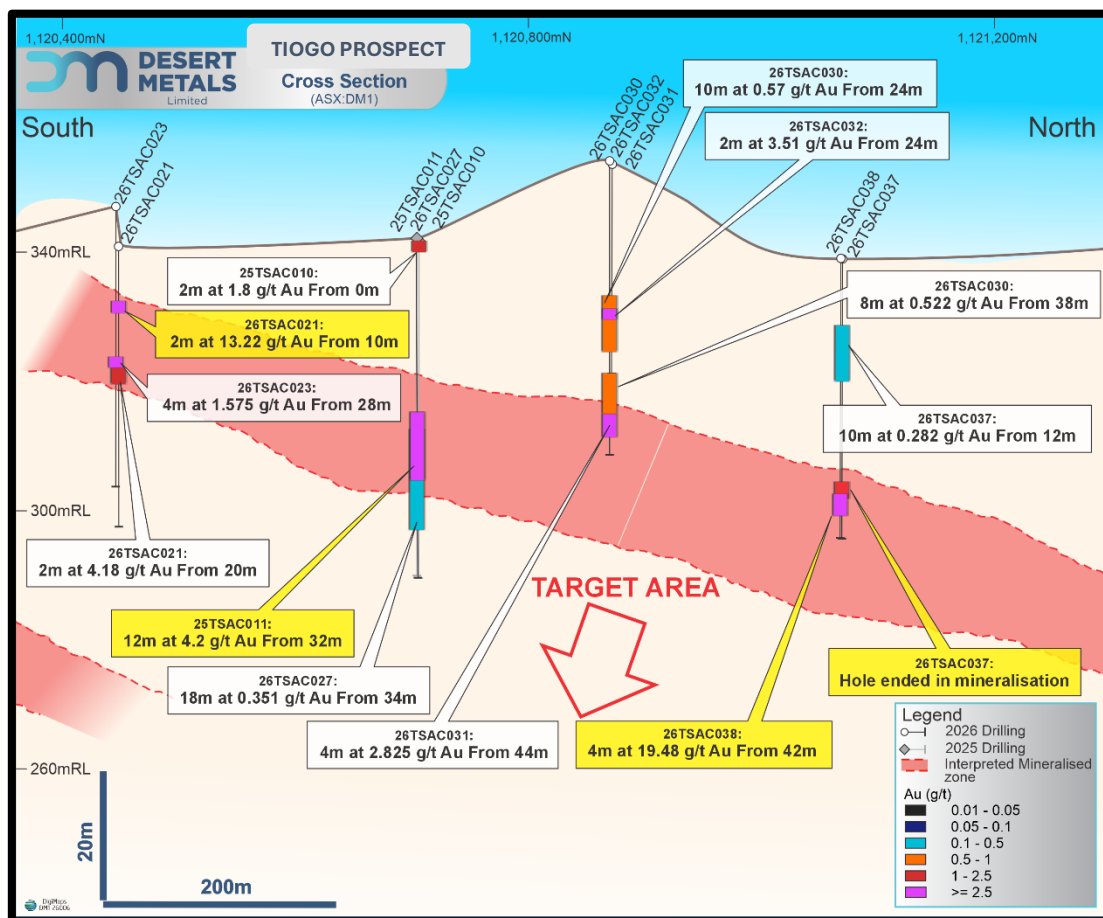 1,120,400mN
1,120,800mN
1,121,200mN
DM
DESERT
METALS
Limited
TIOGO PROSPECT
Cross Section
(ASX:DM1)
South
North
26TSAC023
26TSAC021
25TSAC011
26TSAC027
25TSAC010
26TSAC030
26TSAC032
26TSAC031
26TSAC038
26TSAC037
26TSAC030:
10m at 0.57 g/t Au From 24m
26TSAC032:
2m at 3.51 g/t Au From 24m
340mRL
25TSAC010:
2m at 1.8 g/t Au From 0m
26TSAC030:
8m at 0.522 g/t Au From 38m
26TSAC021:
2m at 13.22 g/t Au From 10m
26TSAC023:
4m at 1.575 g/t Au From 28m
26TSAC037:
10m at 0.282 g/t Au From 12m
300mRL
26TSAC021:
2m at 4.18 g/t Au From 20m
TARGET AREA
25TSAC011:
12m at 4.2 g/t Au From 32m
26TSAC027:
18m at 0.351 g/t Au From 34m
26TSAC037:
Hole ended in mineralisation
26TSAC031:
4m at 2.825 g/t Au From 44m
26TSAC038:
4m at 19.48 g/t Au From 42m
260mRL
20m
200m
Legend
2026 Drilling
2025 Drilling
Interpreted Mineralised
zone
Au (g/t)
0.01 - 0.05
0.05 - 0.1
0.1 - 0.5
0.5 - 1
1 - 2.5
>= 2.5
DigiMaps